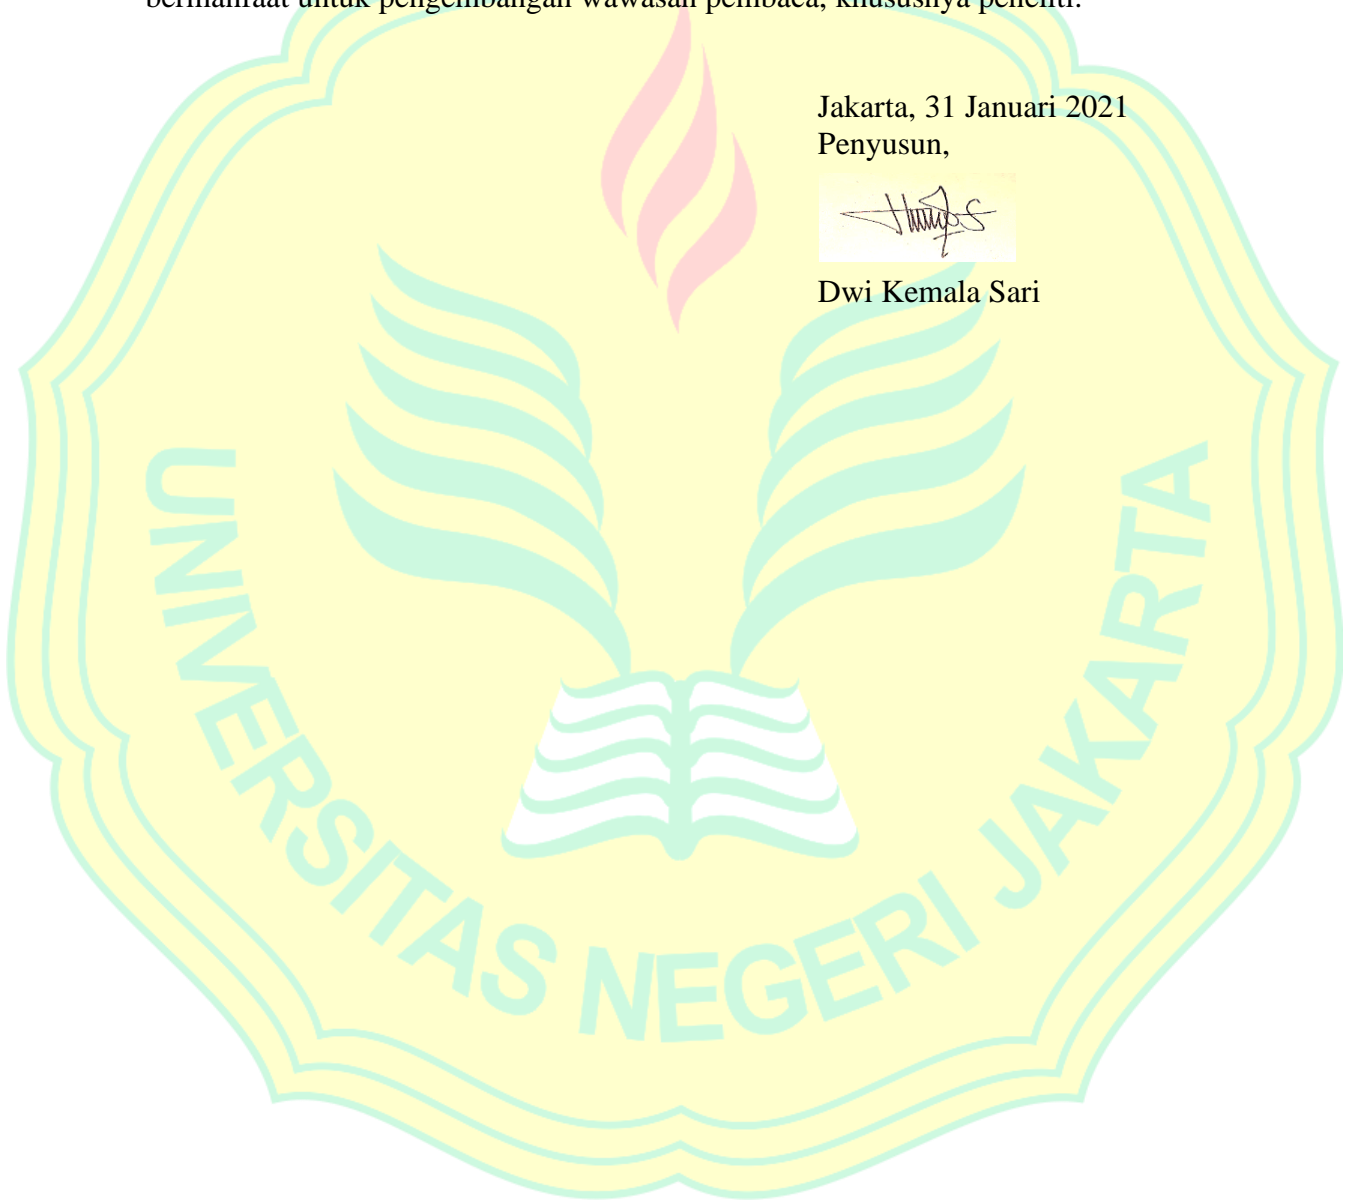 bermanfaat untuk pengembangan wawasan pembaca, khususnya peneliti.
Jakarta, 31 Januari 2021
Penyusun,
Dwi Kemala Sari
UNIVERSITAS NEGERI JAKARTA